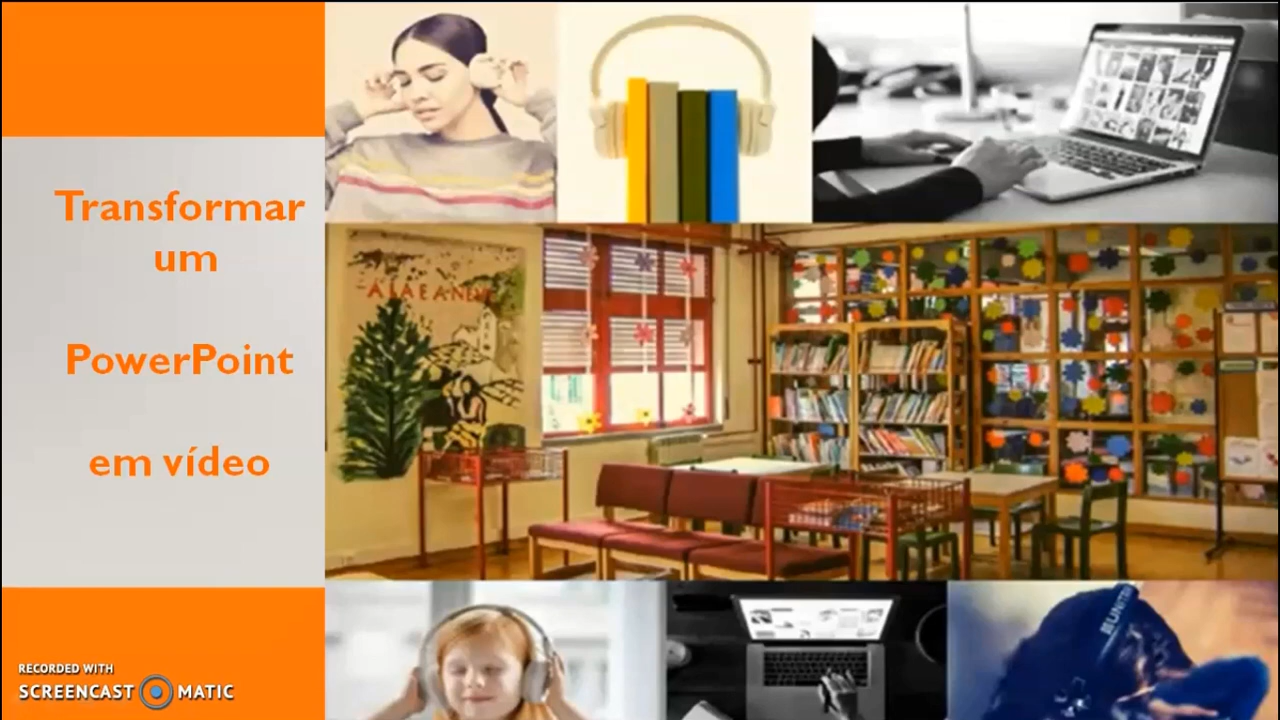 Transformar
um
PowerPoint
em vídeo
RECORDED WITH
SCREENCAST MATIC